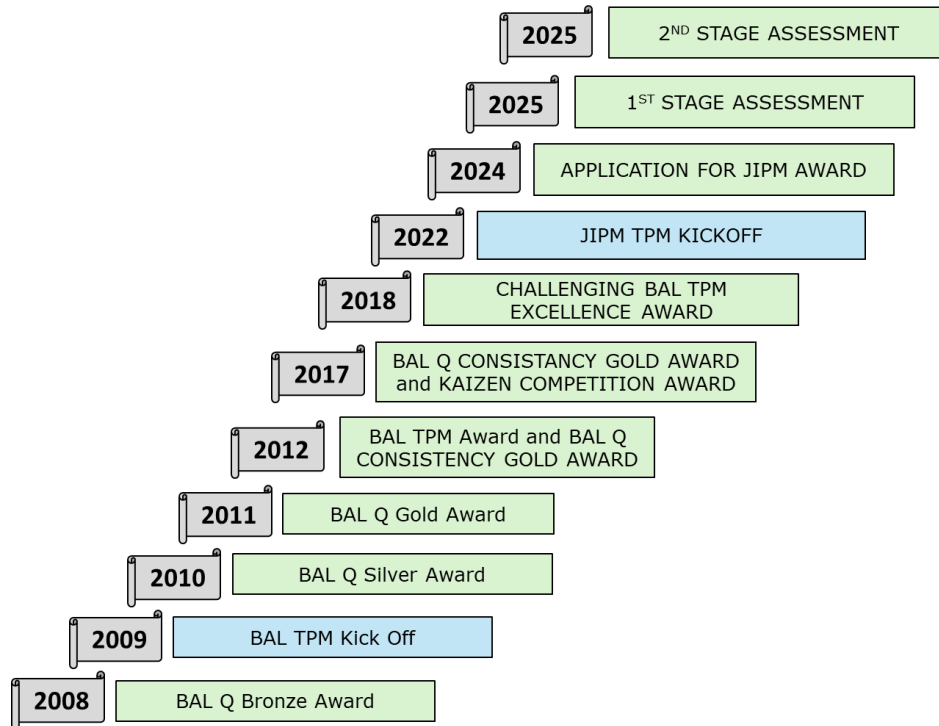 2025
2ND STAGE ASSESSMENT
2025
1ST STAGE ASSESSMENT
2024
APPLICATION FOR JIPM AWARD
2022
JIPM TPM KICKOFF
2018
CHALLENGING BAL TPM
EXCELLENCE AWARD
2017
BAL Q CONSISTANCY GOLD AWARD
and KAIZEN COMPETITION AWARD
2012
BAL TPM Award and BAL Q
CONSISTENCY GOLD AWARD
2011
BAL Q Gold Award
2010
BAL Q Silver Award
2009
BAL TPM Kick Off
2008
BAL Q Bronze Award